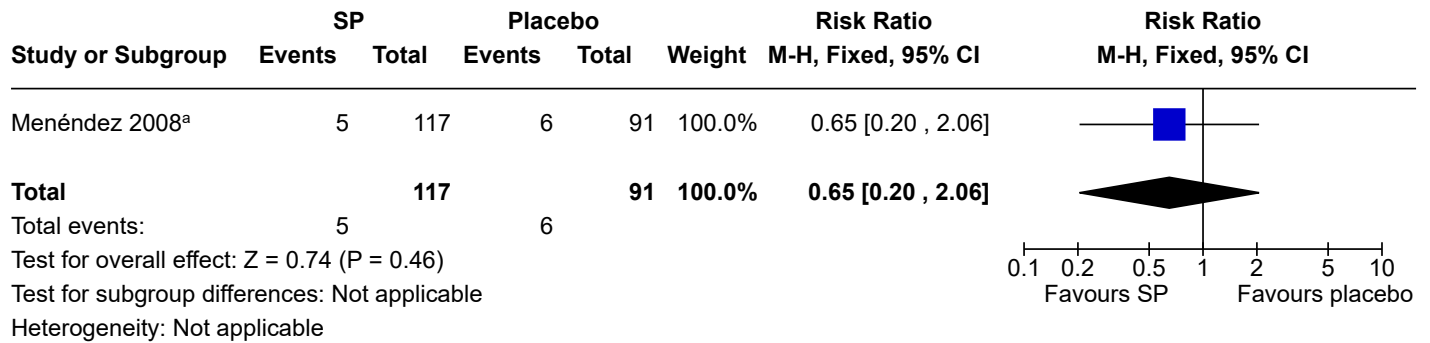 SP Placebo Risk Ratio Risk Ratio
Study or Subgroup Events Total Events Total Weight M-H, Fixed, 95% CI M-H, Fixed, 95% CI
Menéndez 2008ᵃ 5 117 6 91 100.0% 0.65 [0.20 , 2.06]
Total 117 91 100.0% 0.65 [0.20 , 2.06]
Total events: 5 6
Test for overall effect: Z = 0.74 (P = 0.46)
0.1 0.2 0.5 1 2 5 10
Test for subgroup differences: Not applicable Favours SP Favours placebo
Heterogeneity: Not applicable